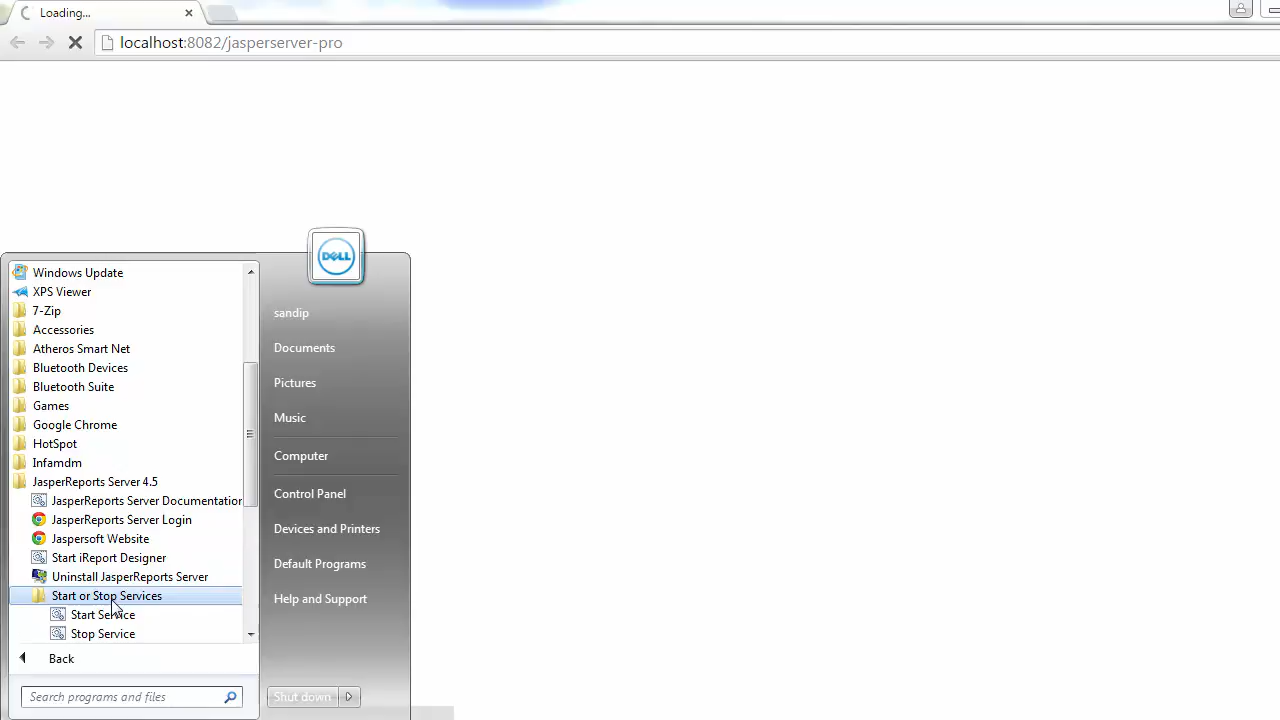 Loading...
localhost:8082/jasperserver-pro
DELL
Windows Update
XPS Viewer
7-Zip
Accessories
Atheros Smart Net
Bluetooth Devices
Bluetooth Suite
Games
Google Chrome
HotSpot
Infamdm
JasperReports Server 4.5
JasperReports Server Documentation
JasperReports Server Login
Jaspersoft Website
Start iReport Designer
Uninstall JasperReports Server
Start or Stop Services
Start Service
Stop Service
Back
Search programs and files
sandip
Documents
Pictures
Music
Computer
Control Panel
Devices and Printers
Default Programs
Help and Support
Shut down